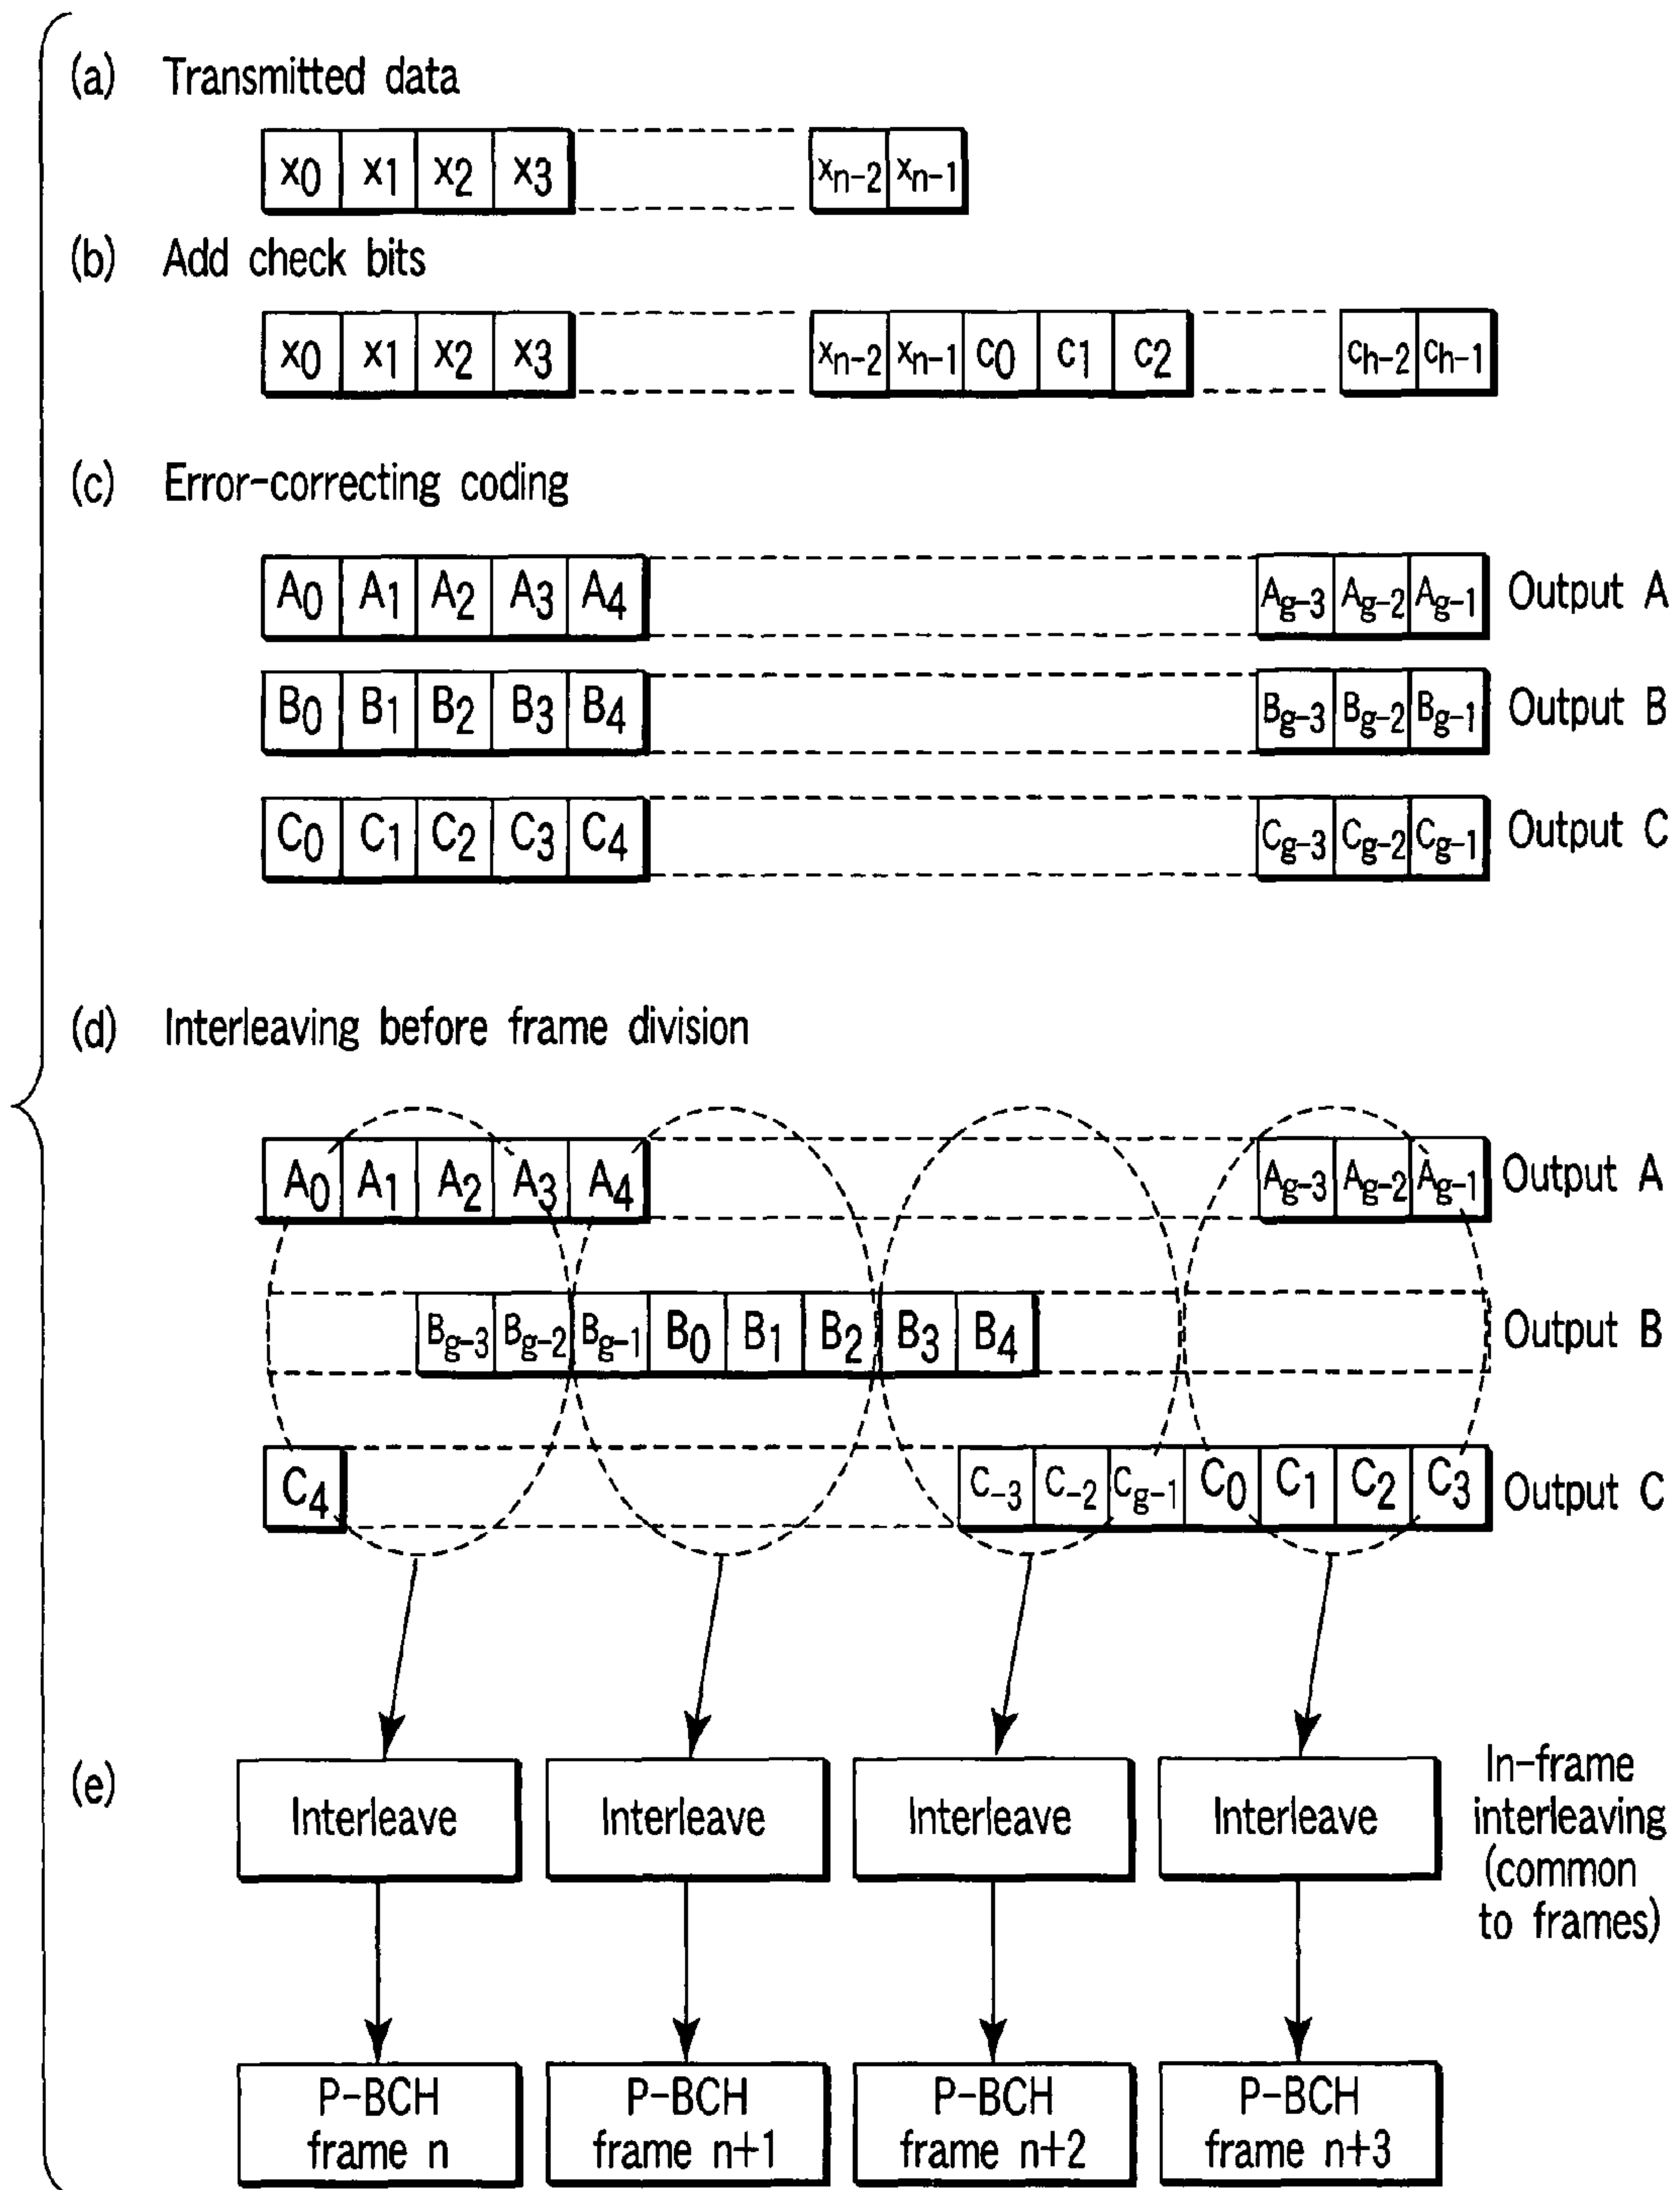 (a) Transmitted data
x0 x1 x2 x3 xn-2 xn-1
(b) Add check bits
x0 x1 x2 x3 xn-2 xn-1 c0 c1 c2 ch-2 ch-1
(c) Error-correcting coding
A0 A1 A2 A3 A4 Ag-3 Ag-2 Ag-1 Output A
B0 B1 B2 B3 B4 Bg-3 Bg-2 Bg-1 Output B
C0 C1 C2 C3 C4 Cg-3 Cg-2 Cg-1 Output C
(d) Interleaving before frame division
A0 A1 A2 A3 A4 Ag-3 Ag-2 Ag-1 Output A
Bg-3 Bg-2 Bg-1 B0 B1 B2 B3 B4 Output B
C4 C-3 C-2 Cg-1 C0 C1 C2 C3 Output C
(e) Interleave Interleave Interleave Interleave
In-frame
interleaving
(common
to frames)
P-BCH
frame n
P-BCH
frame n+1
P-BCH
frame n+2
P-BCH
frame n+3